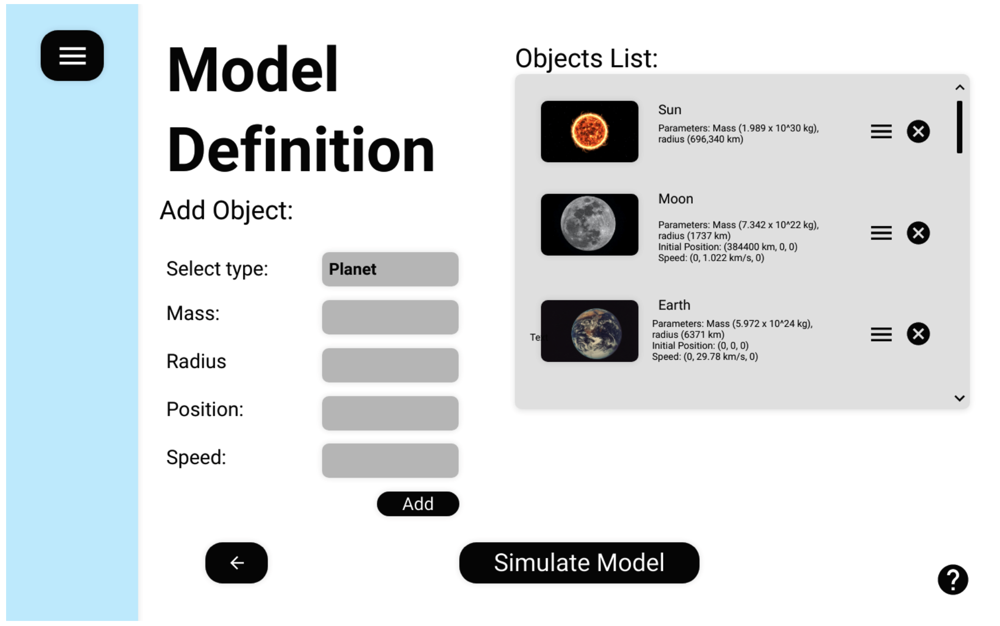 Model
Definition
Add Object:
Select type:
Planet
Mass:
Radius
Position:
Speed:
Add
Objects List:
Sun
Parameters: Mass (1.989 x 10^30 kg),
radius (696,340 km)
Moon
Parameters: Mass (7.342 x 10^22 kg),
radius (1737 km)
Initial Position: (384400 km, 0, 0)
Speed: (0, 1.022 km/s, 0)
Text
Earth
Parameters: Mass (5.972 x 10^24 kg),
radius (6371 km)
Initial Position: (0, 0, 0)
Speed: (0, 29.78 km/s, 0)
Simulate Model
?